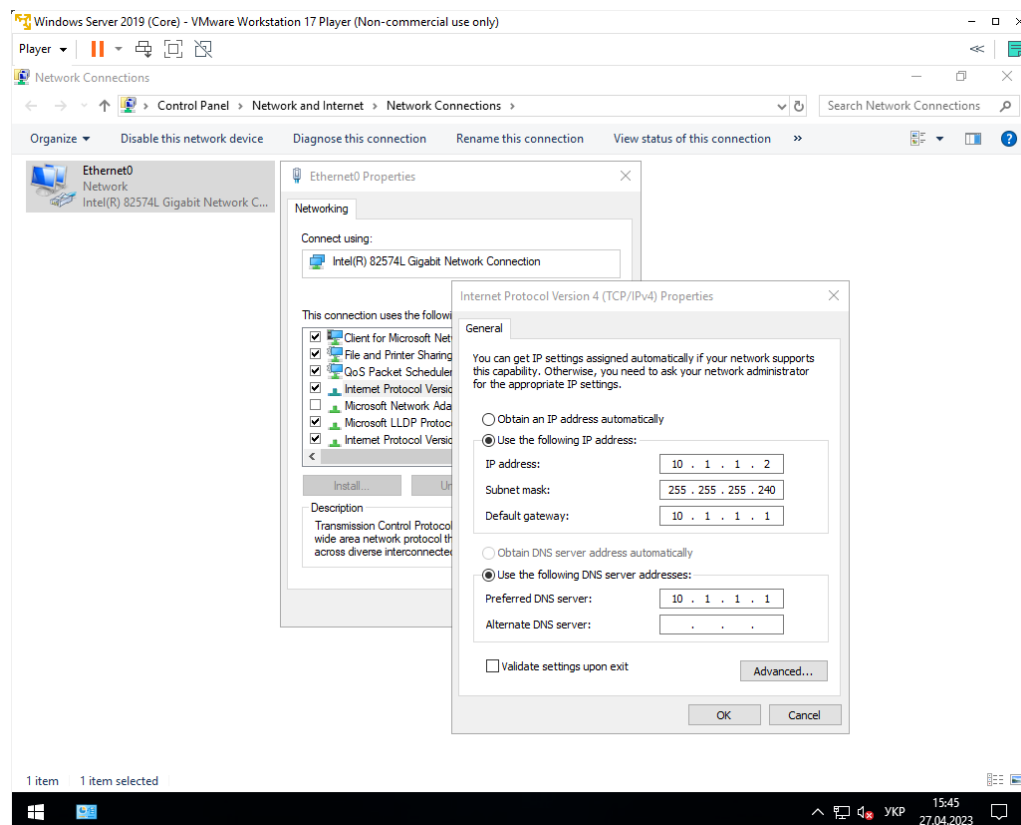 Windows Server 2019 (Core) - VMware Workstation 17 Player (Non-commercial use only)
Player
Network Connections
Control Panel > Network and Internet > Network Connections >
Search Network Connections
Organize
Disable this network device
Diagnose this connection
Rename this connection
View status of this connection
»
Ethernet0
Network
Intel(R) 82574L Gigabit Network C...
Ethernet0 Properties
Networking
Connect using:
Intel(R) 82574L Gigabit Network Connection
This connection uses the followi
Client for Microsoft Net
File and Printer Sharing
QoS Packet Scheduler
Internet Protocol Versio
Microsoft Network Ada
Microsoft LLDP Protoc
Internet Protocol Versio
Install...
Un
Description
Transmission Control Protocol
wide area network protocol th
across diverse interconnected
Internet Protocol Version 4 (TCP/IPv4) Properties
General
You can get IP settings assigned automatically if your network supports
this capability. Otherwise, you need to ask your network administrator
for the appropriate IP settings.
Obtain an IP address automatically
Use the following IP address:
IP address: 10 . 1 . 1 . 2
Subnet mask: 255 . 255 . 255 . 240
Default gateway: 10 . 1 . 1 . 1
Obtain DNS server address automatically
Use the following DNS server addresses:
Preferred DNS server: 10 . 1 . 1 . 1
Alternate DNS server: . . .
Validate settings upon exit
Advanced...
OK
Cancel
1 item
1 item selected
УКР
15:45
27.04.2023